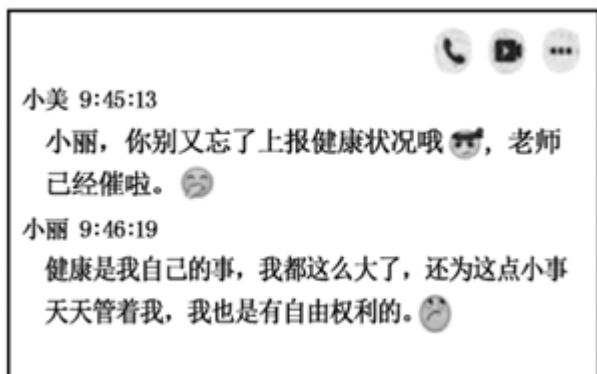 小美 9:45:13
小丽，你别又忘了上报健康状况哦，老师
已经催啦。
小丽 9:46:19
健康是我自己的事，我都这么大了，还为这点小事
天天管着我，我也是有自由权利的。